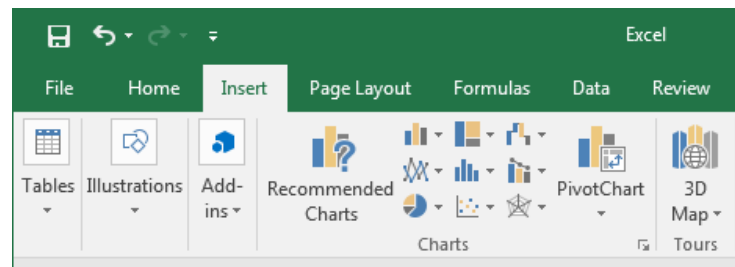 Excel
File Home Insert Page Layout Formulas Data Review
Tables Illustrations Add-
ins Recommended
Charts PivotChart 3D
Map
Charts Tours